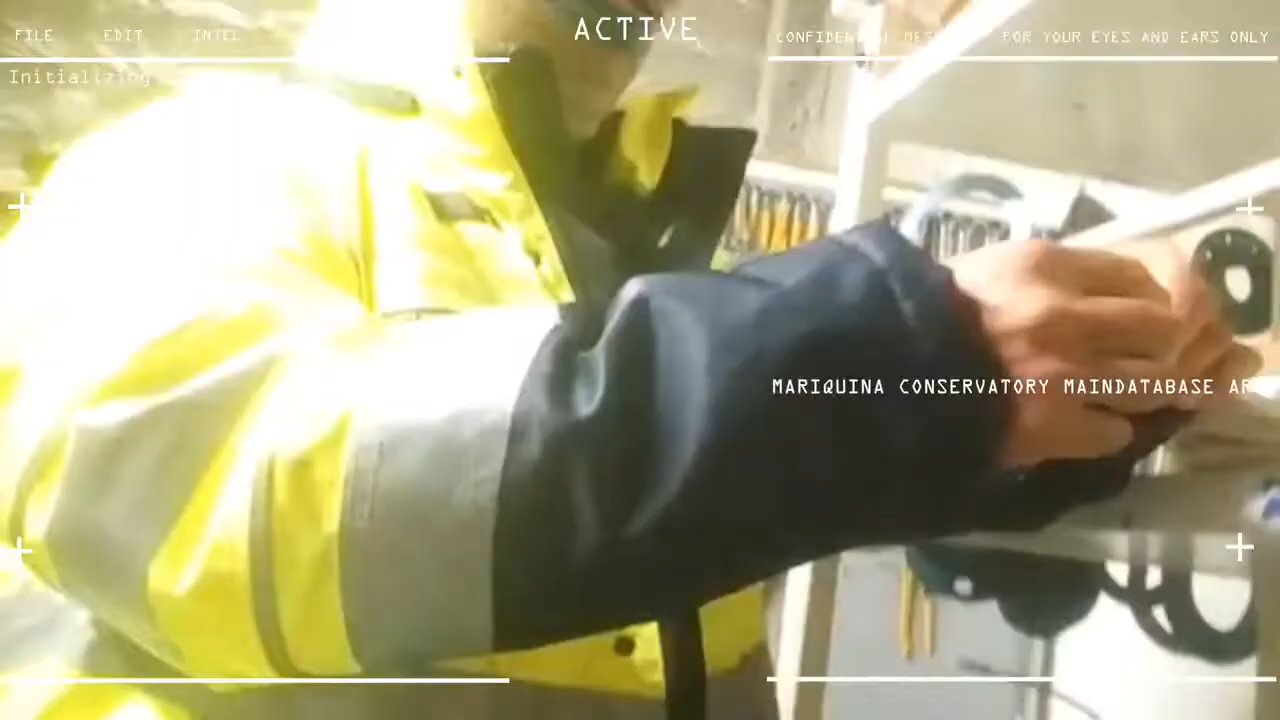 FILE EDIT INTEL
ACTIVE
FOR YOUR EYES AND EARS ONLY
Initializing
MARIQUINA CONSERVATORY MAINDATABASE